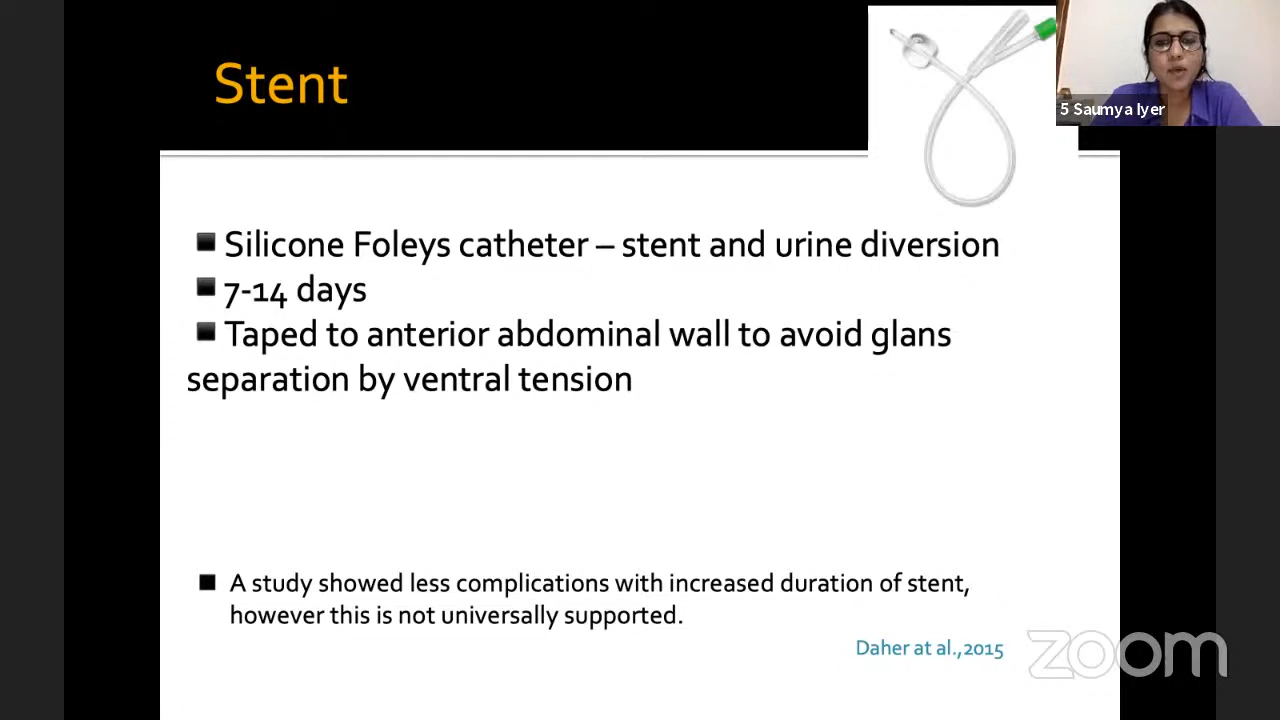 Stent
5 Saumya Iyer
Silicone Foleys catheter – stent and urine diversion
7-14 days
Taped to anterior abdominal wall to avoid glans
separation by ventral tension
A study showed less complications with increased duration of stent,
however this is not universally supported.
Daher at al.,2015
zoom